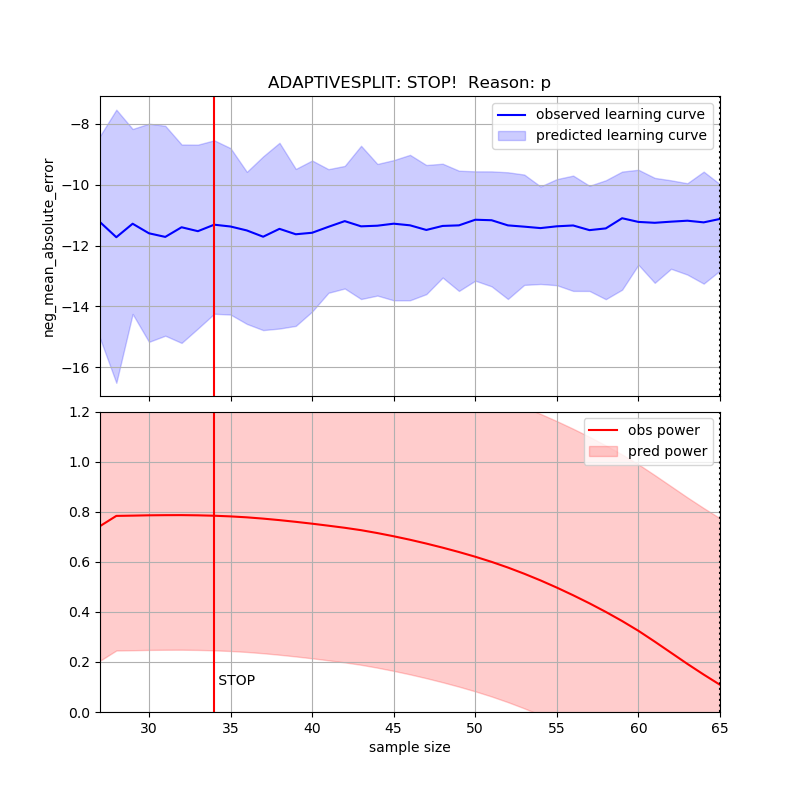 ADAPTIVESPLIT: STOP!  Reason: p
observed learning curve
predicted learning curve
−8
−10
−12
−14
−16
neg_mean_absolute_error
obs power
pred power
1.2
1.0
0.8
0.6
0.4
0.2
0.0
STOP
30 35 40 45 50 55 60 65
sample size